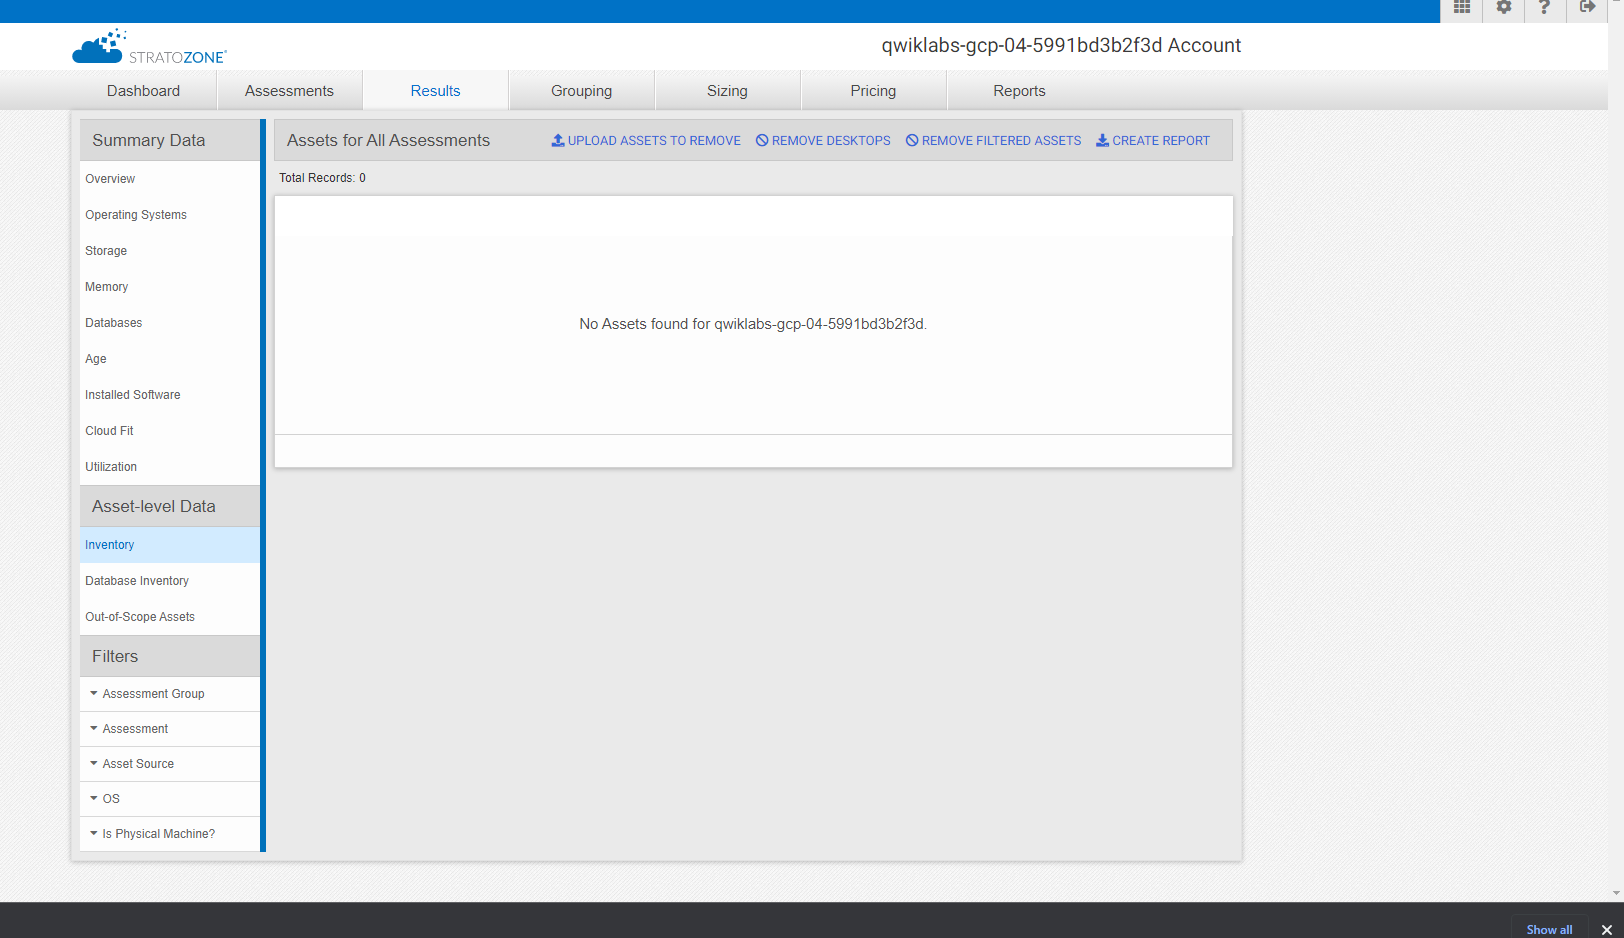 STRATOZONE
qwiklabs-gcp-04-5991bd3b2f3d Account
Dashboard
Assessments
Results
Grouping
Sizing
Pricing
Reports
Summary Data
Overview
Operating Systems
Storage
Memory
Databases
Age
Installed Software
Cloud Fit
Utilization
Asset-level Data
Inventory
Database Inventory
Out-of-Scope Assets
Filters
Assessment Group
Assessment
Asset Source
OS
Is Physical Machine?
Assets for All Assessments
UPLOAD ASSETS TO REMOVE
REMOVE DESKTOPS
REMOVE FILTERED ASSETS
CREATE REPORT
Total Records: 0
No Assets found for qwiklabs-gcp-04-5991bd3b2f3d.
Show all